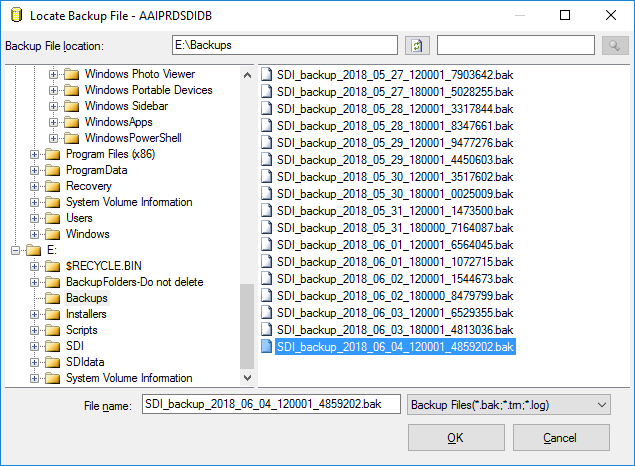 Locate Backup File - AAIPRDSDIDB
Backup File location:
E:\Backups
Windows Photo Viewer
Windows Portable Devices
Windows Sidebar
WindowsApps
WindowsPowerShell
Program Files (x86)
ProgramData
Recovery
System Volume Information
Users
Windows
E:
$RECYCLE.BIN
BackupFolders-Do not delete
Backups
Installers
Scripts
SDI
SDIdata
System Volume Information
SDI_backup_2018_05_27_120001_7903642.bak
SDI_backup_2018_05_27_180001_5028255.bak
SDI_backup_2018_05_28_120001_3317844.bak
SDI_backup_2018_05_28_180001_8347661.bak
SDI_backup_2018_05_29_120001_9477276.bak
SDI_backup_2018_05_29_180001_4450603.bak
SDI_backup_2018_05_30_120001_3517602.bak
SDI_backup_2018_05_30_180001_0025009.bak
SDI_backup_2018_05_31_120001_1473500.bak
SDI_backup_2018_05_31_180000_7164087.bak
SDI_backup_2018_06_01_120001_6564045.bak
SDI_backup_2018_06_01_180001_1072715.bak
SDI_backup_2018_06_02_120001_1544673.bak
SDI_backup_2018_06_02_180000_8479799.bak
SDI_backup_2018_06_03_120001_6529355.bak
SDI_backup_2018_06_03_180001_4813036.bak
SDI_backup_2018_06_04_120001_4859202.bak
File name:
SDI_backup_2018_06_04_120001_4859202.bak
Backup Files(*.bak;*.trn;*.log)
OK
Cancel